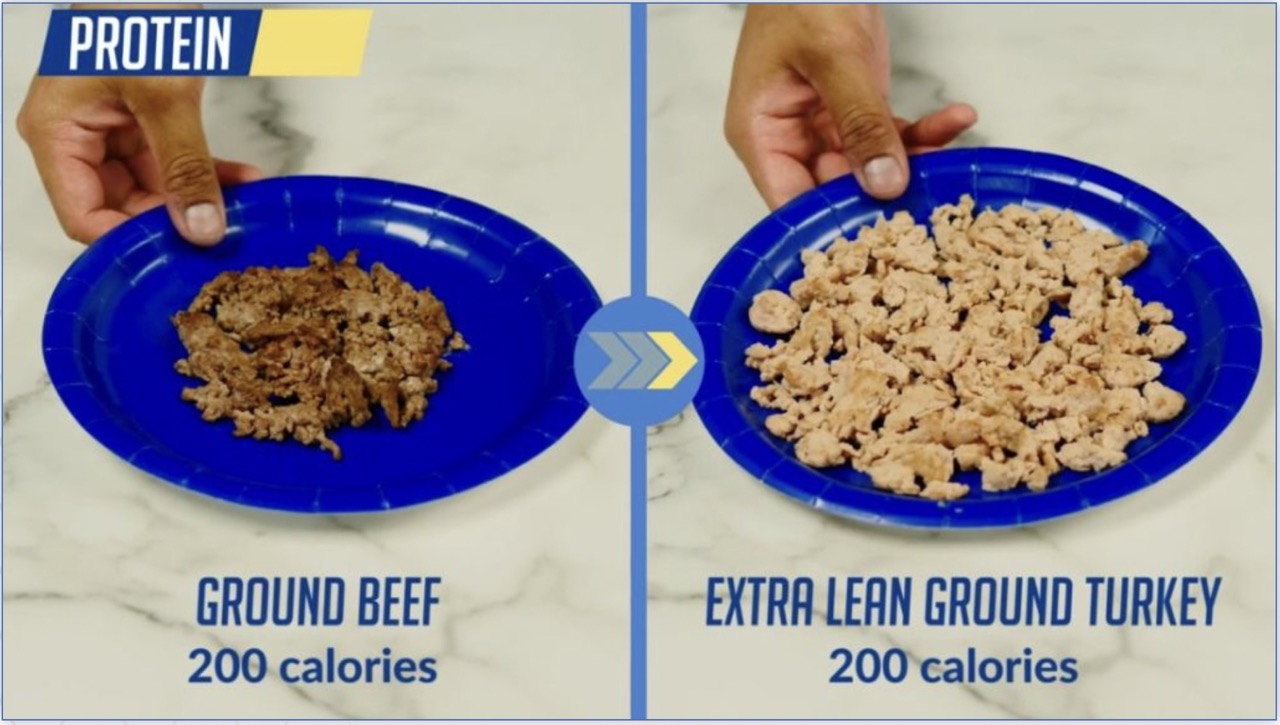 PROTEIN
GROUND BEEF
200 calories
EXTRA LEAN GROUND TURKEY
200 calories